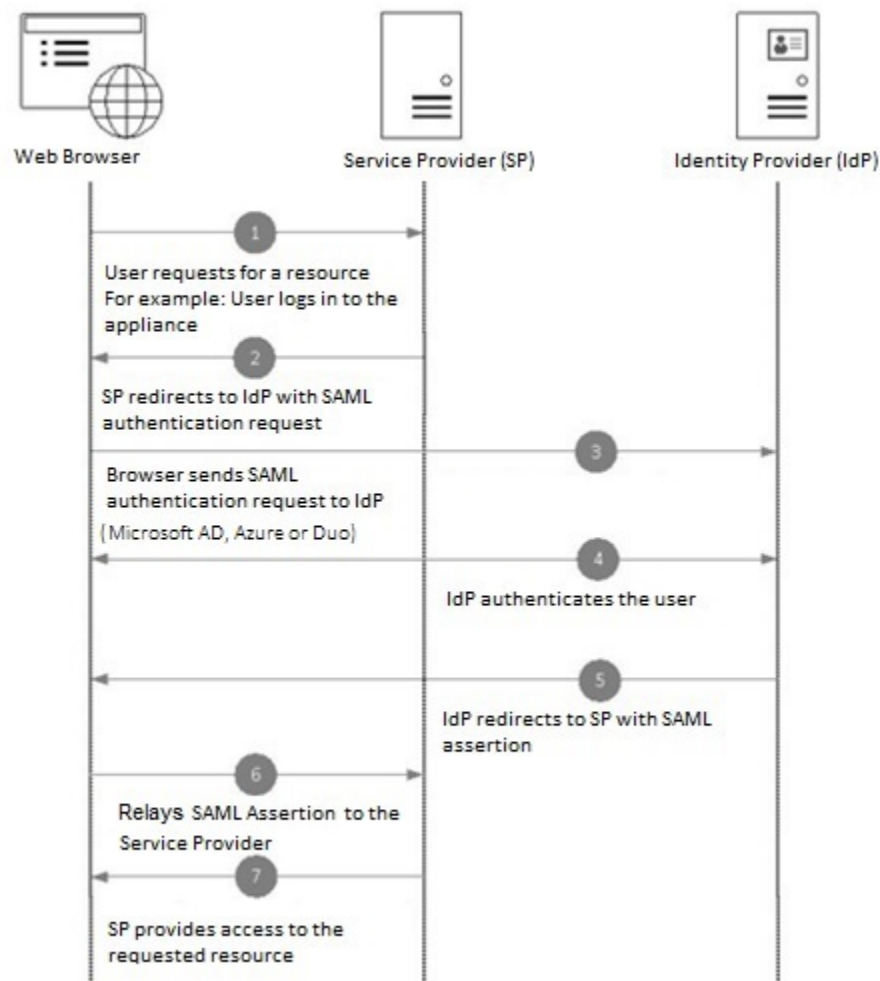 Web Browser
Service Provider (SP)
Identity Provider (IdP)
1
User requests for a resource
For example: User logs in to the
appliance
2
SP redirects to IdP with SAML
authentication request
3
Browser sends SAML
authentication request to IdP
(Microsoft AD, Azure or Duo)
4
IdP authenticates the user
5
IdP redirects to SP with SAML
assertion
6
Relays SAML Assertion to the
Service Provider
7
SP provides access to the
requested resource